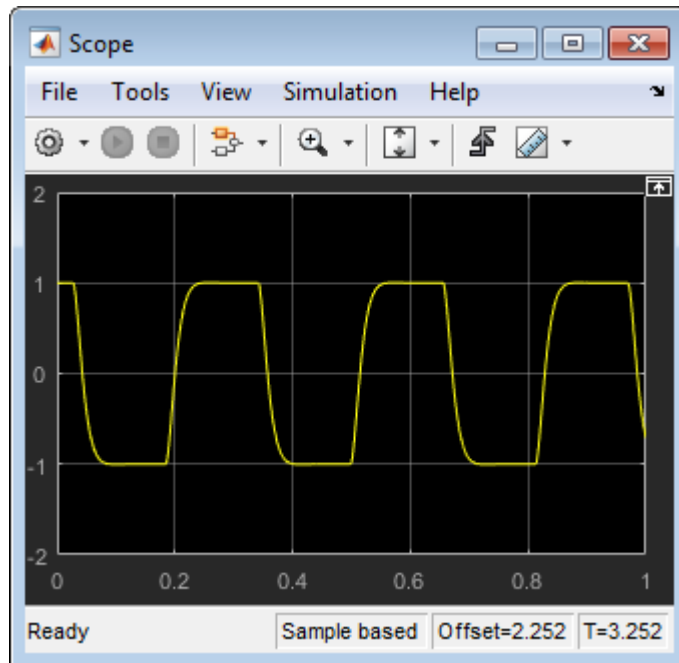 Scope
File Tools View Simulation Help
2
1
0
-1
-2
0 0.2 0.4 0.6 0.8 1
Ready Sample based Offset=2.252 T=3.252